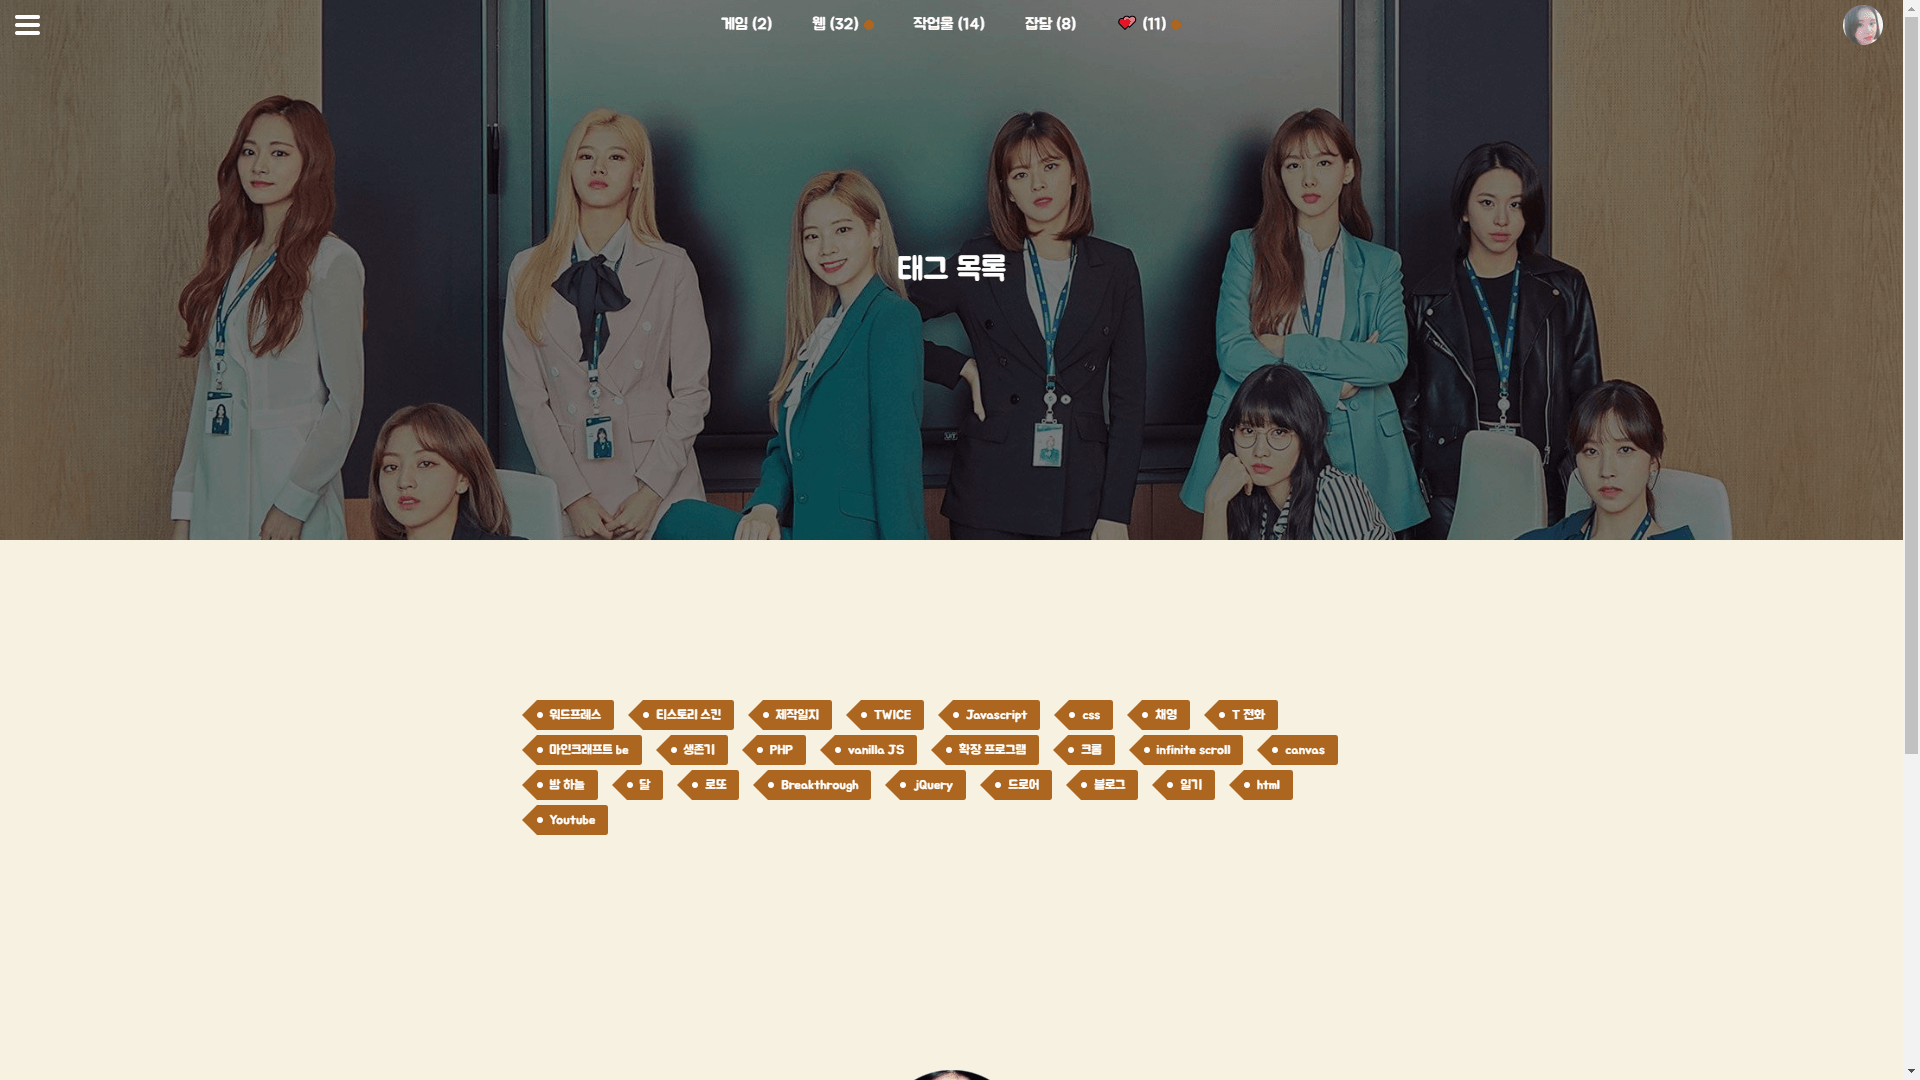 게임 (2) 웹 (32) 작업물 (14) 잡담 (8) (11)
태그 목록
워드프레스 티스토리 스킨 제작일지 TWICE Javascript css 채영 T 전화
마인크래프트 be 생존기 PHP vanilla JS 확장 프로그램 크롬 infinite scroll canvas
밤 하늘 달 로또 Breakthrough jQuery 드로어 블로그 일기 html
Youtube